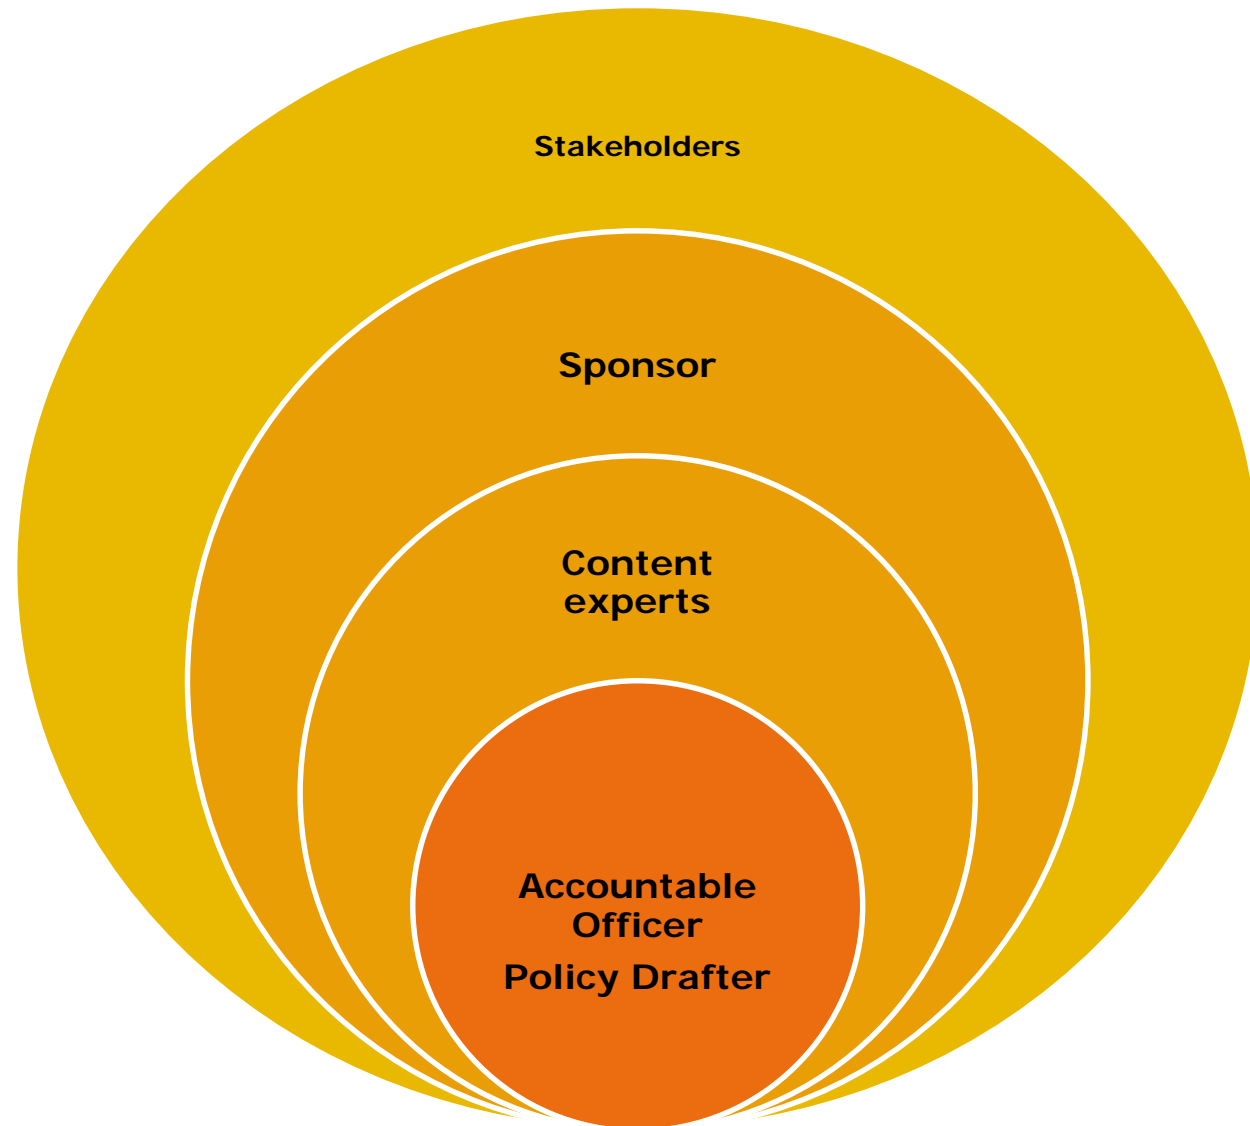 Stakeholders
Sponsor
Content
experts
Accountable
Officer
Policy Drafter